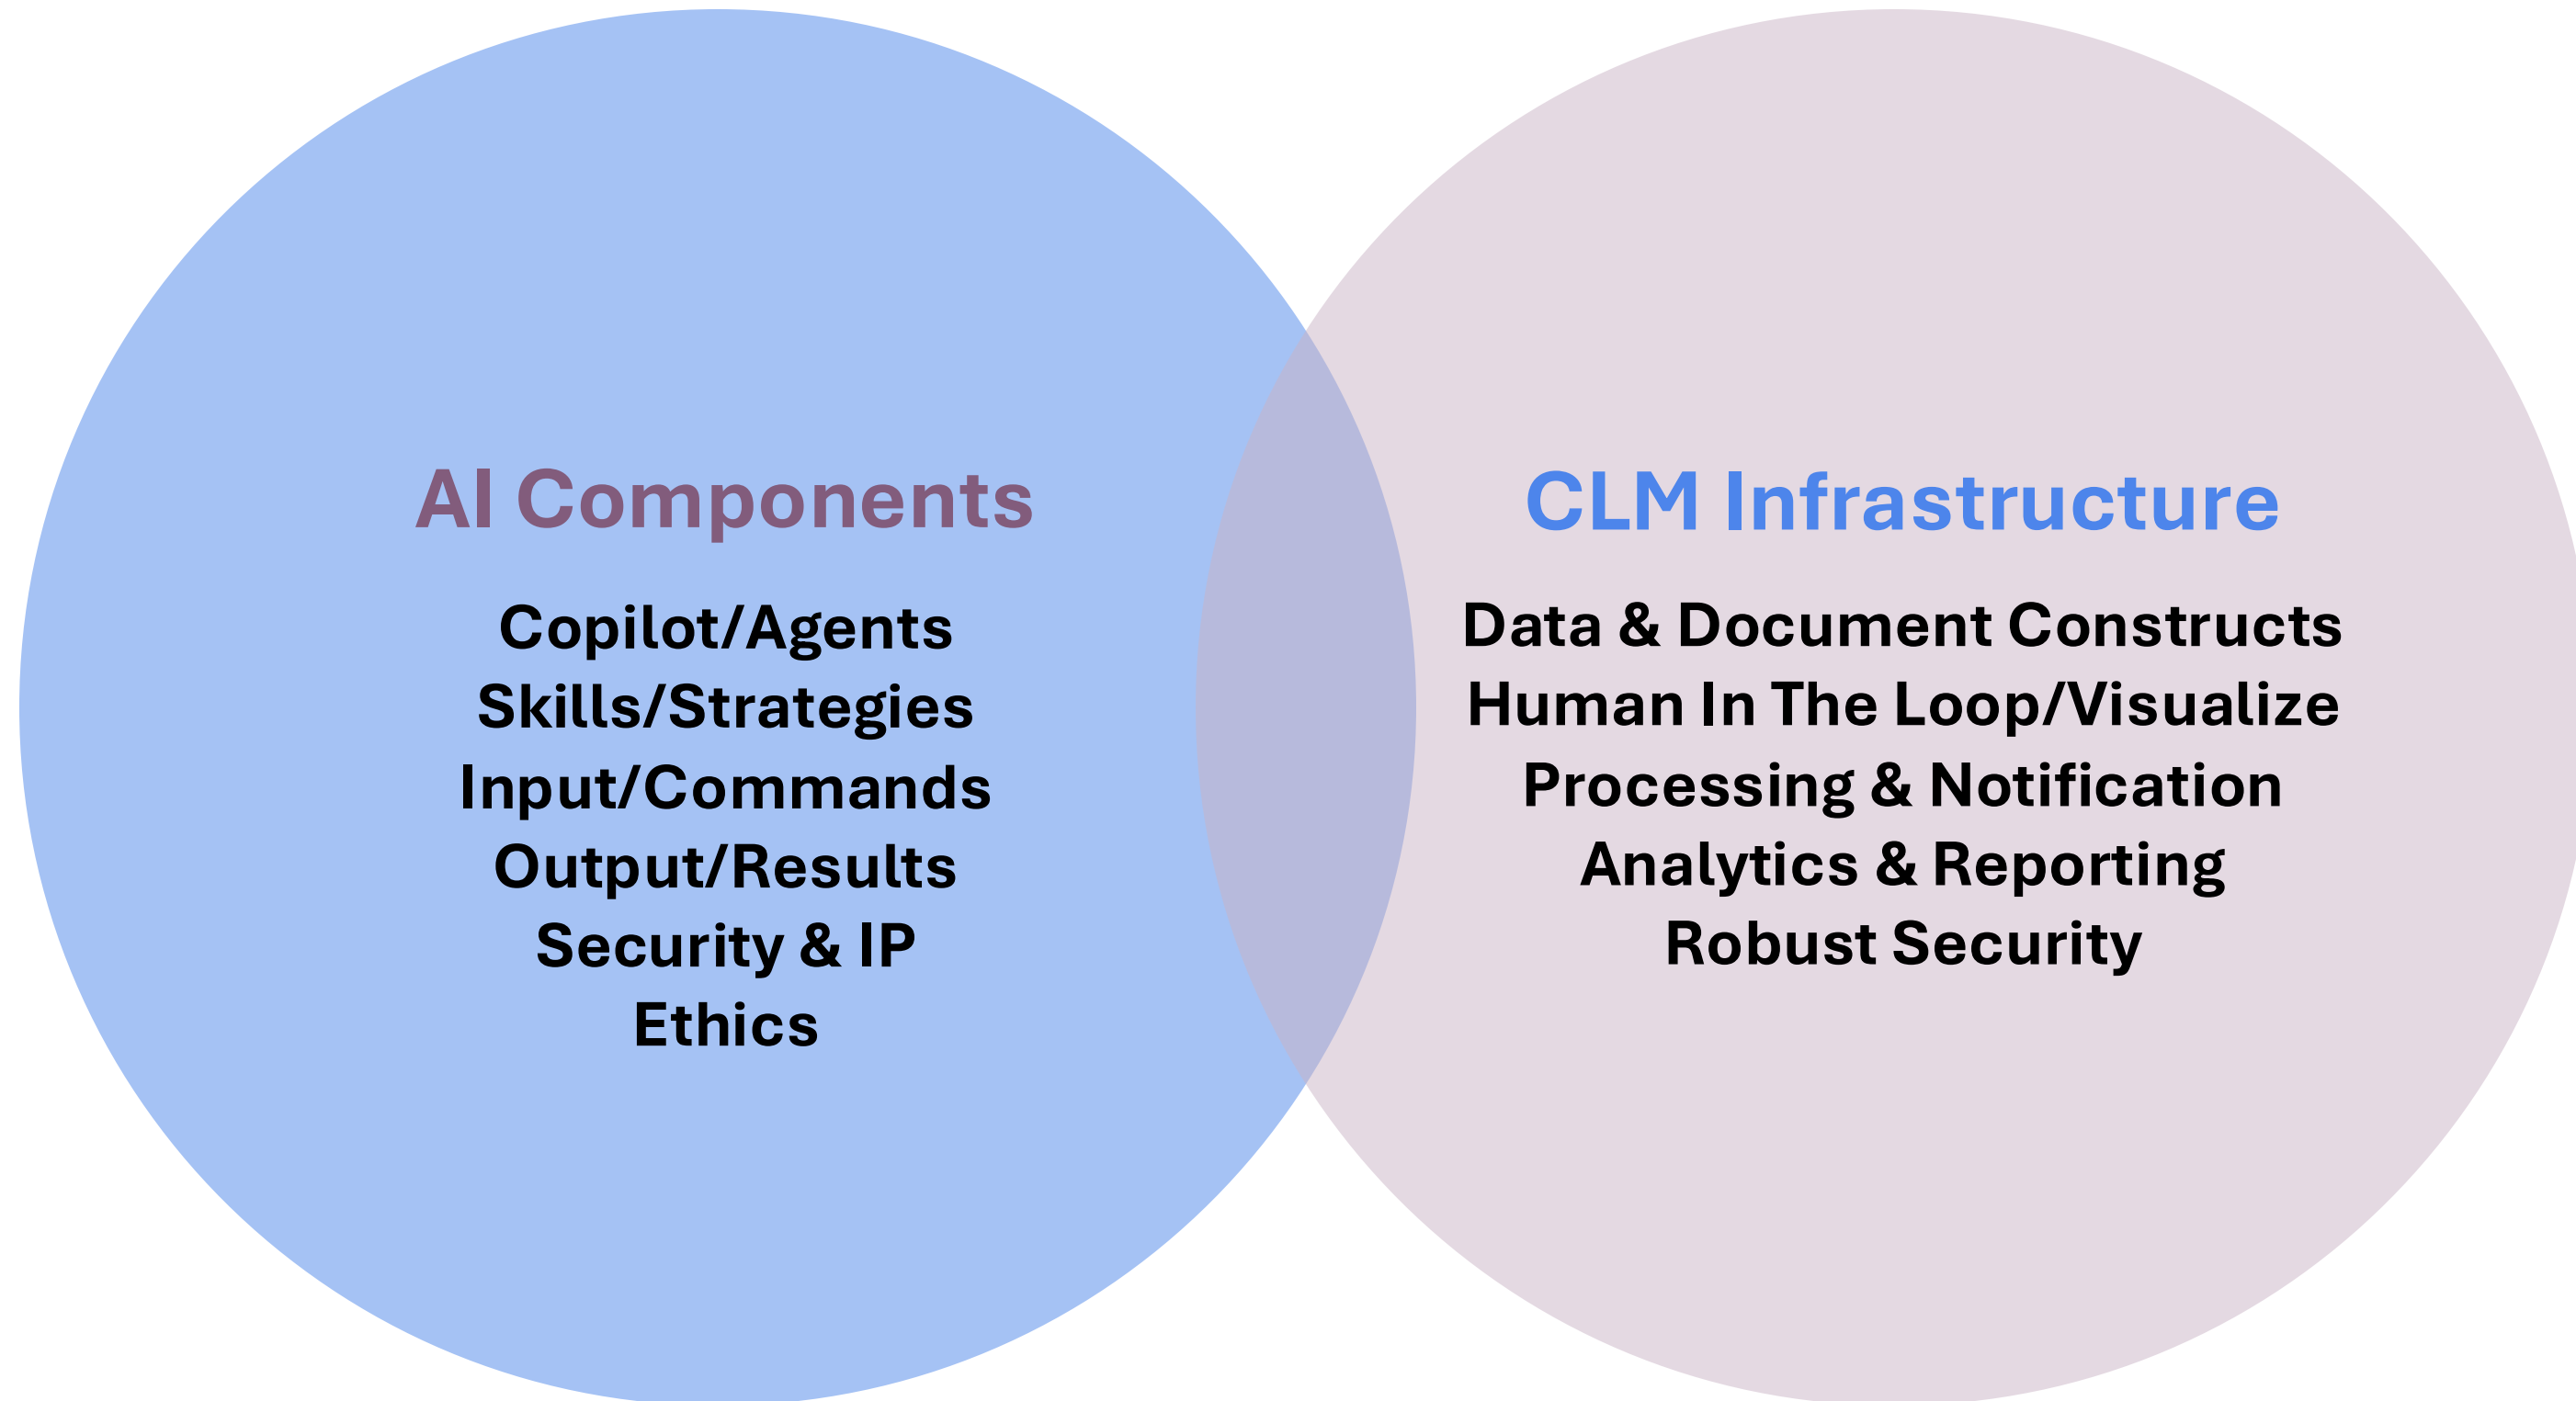 AI Components
Copilot/Agents
Skills/Strategies
Input/Commands
Output/Results
Security & IP
Ethics
CLM Infrastructure
Data & Document Constructs
Human In The Loop/Visualize
Processing & Notification
Analytics & Reporting
Robust Security